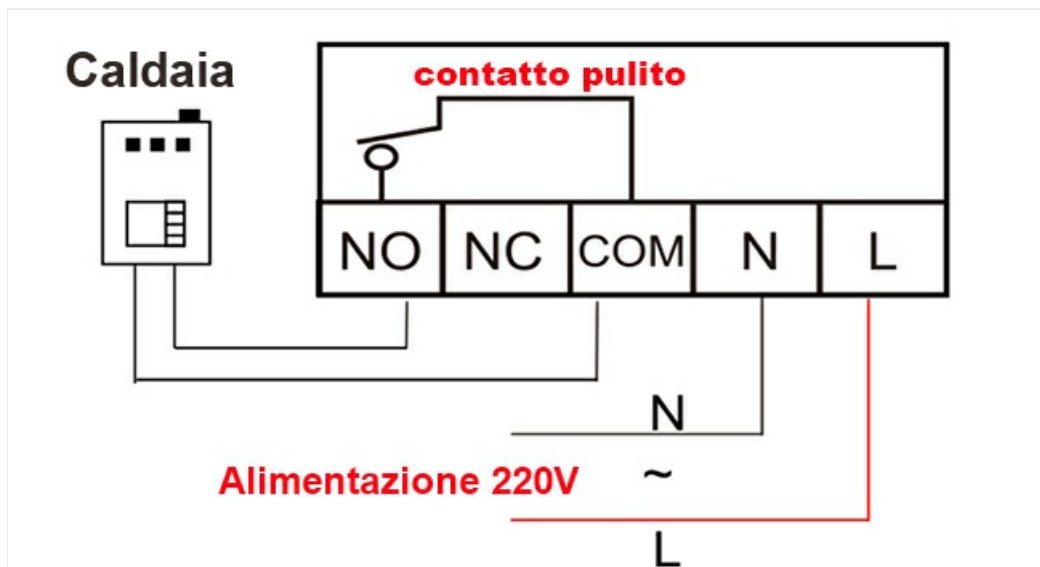 Caldaia
contatto pulito
NO NC COM N L
N
Alimentazione 220V ~
L